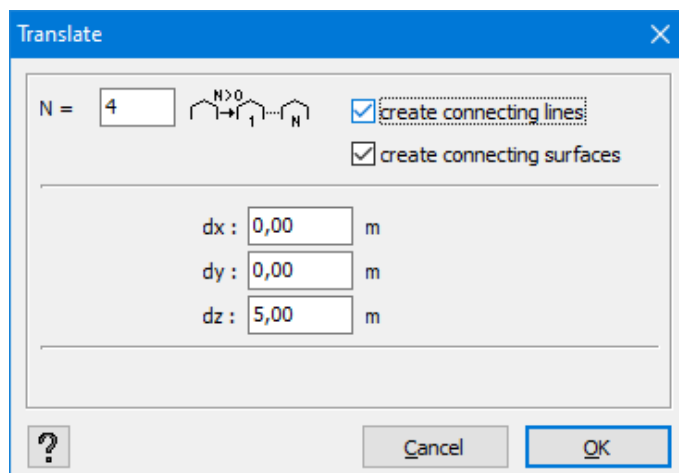 Translate
N = 4 N>0 1 N
create connecting lines
create connecting surfaces
dx : 0,00 m
dy : 0,00 m
dz : 5,00 m
?
Cancel OK